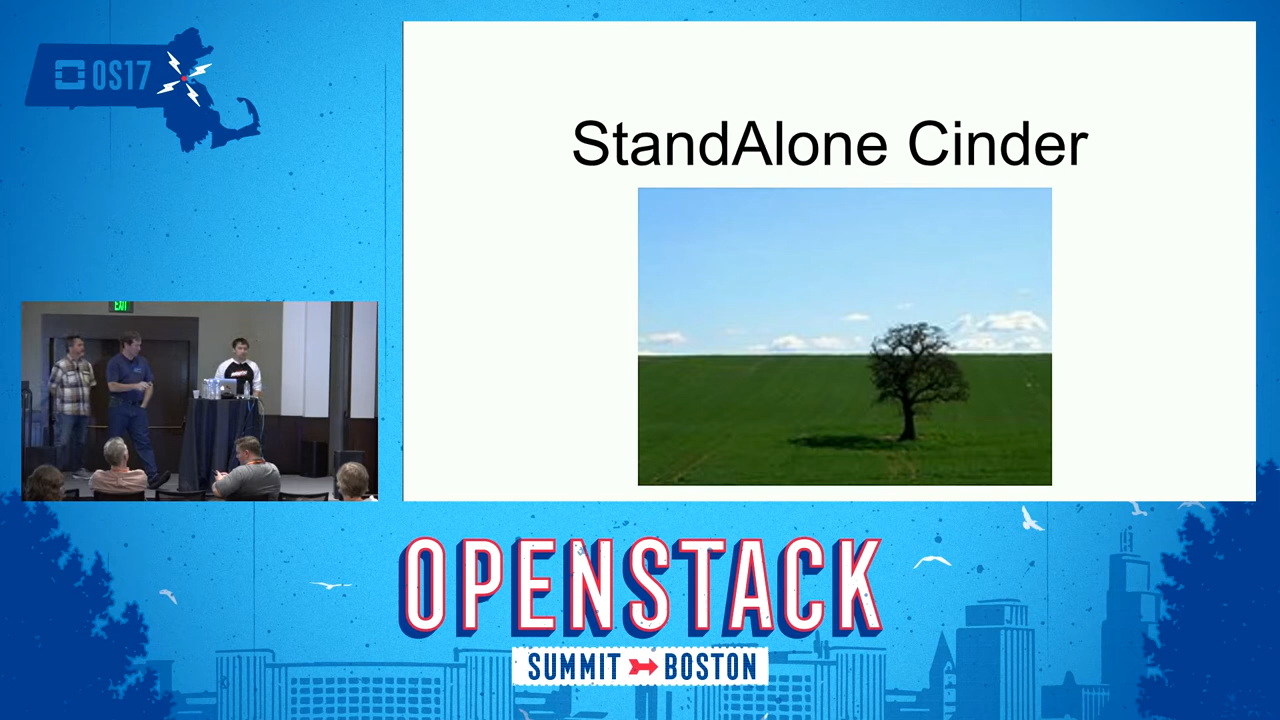 OS17
StandAlone Cinder
EXIT
OPENSTACK
SUMMIT BOSTON